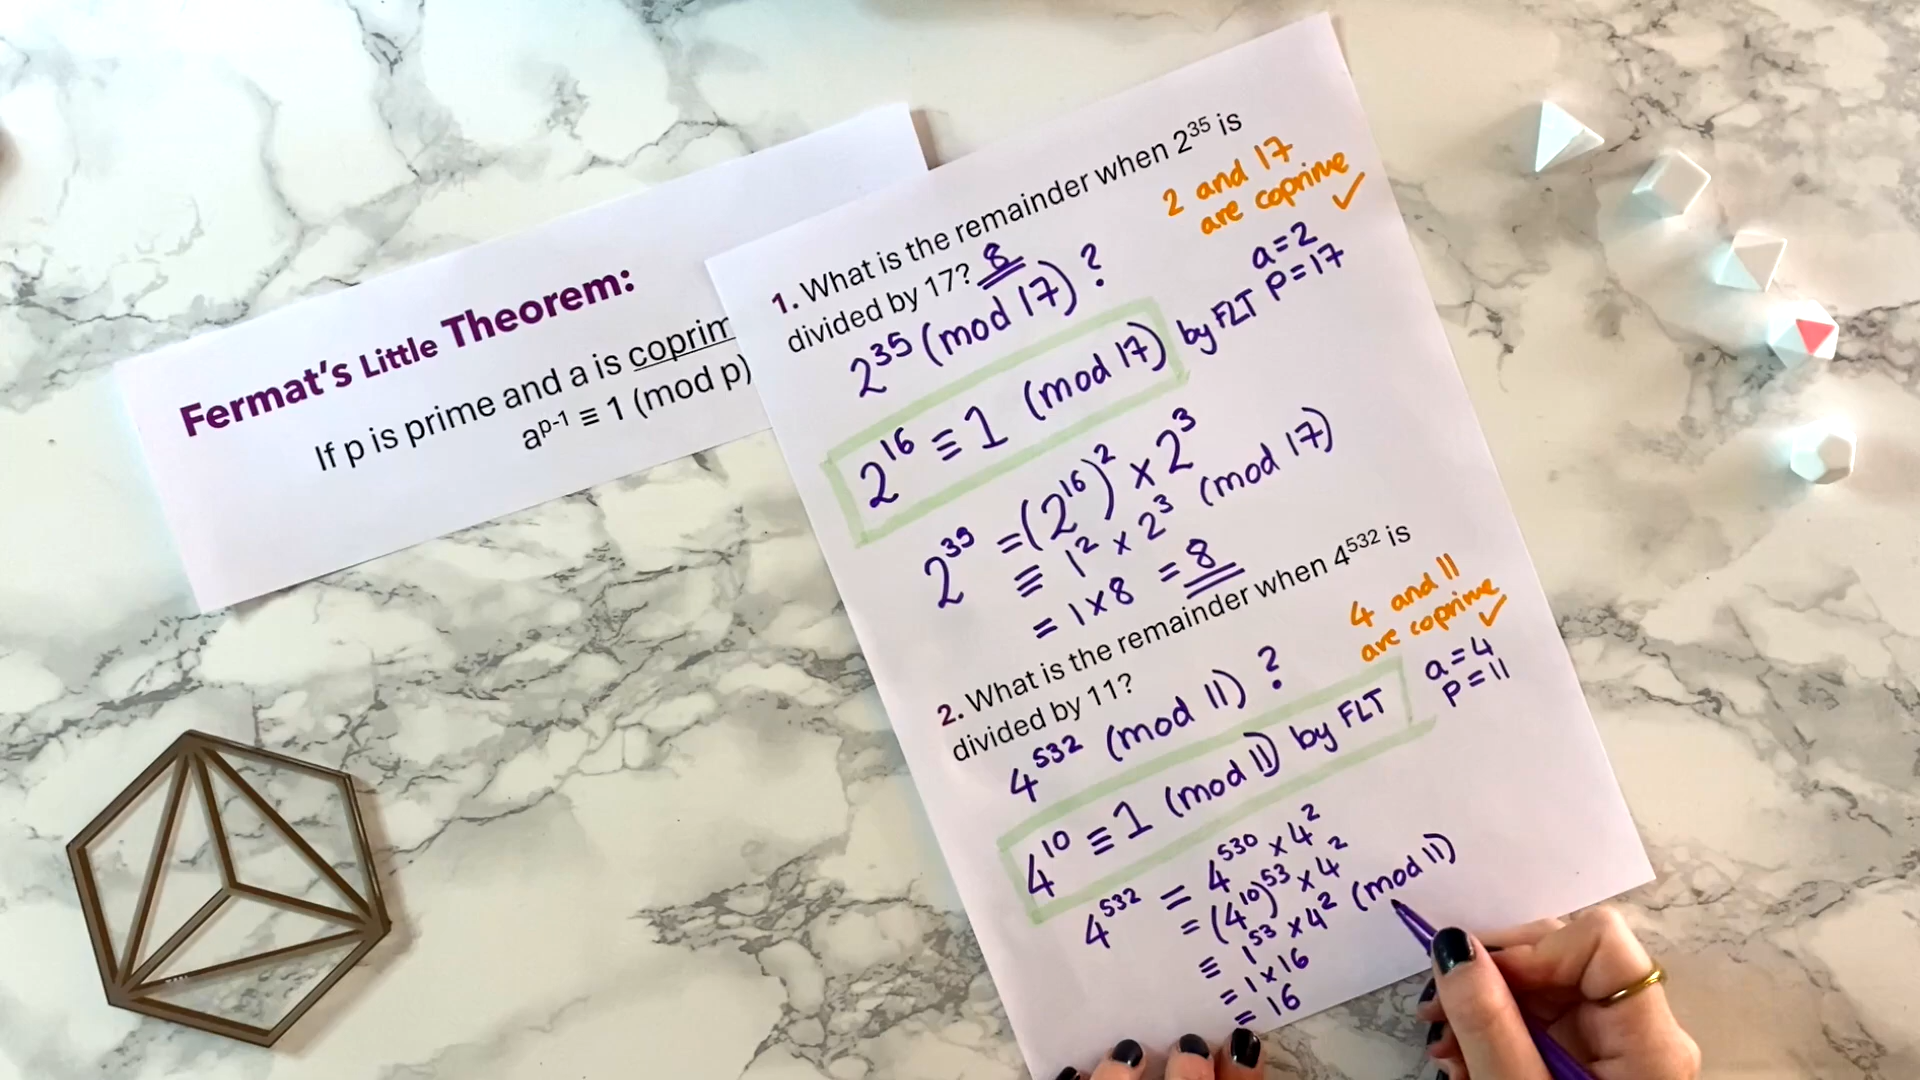 Fermat's Little Theorem:
If p is prime and a is coprim
a^p-1 ≡ 1 (mod p)
1. What is the remainder when 2^35 is
divided by 17? 8
2 and 17
are coprime
✓
2^35 (mod 17) ?
a=2
p=17
2^16 ≡ 1 (mod 17) by FLT
2^35 = (2^16)^2 × 2^3
≡ 1^2 × 2^3 (mod 17)
= 1×8 = 8
2. What is the remainder when 4^532 is
divided by 11?
4 and 11
are coprime
✓
4^532 (mod 11) ?
a=4
p=11
4^10 ≡ 1 (mod 11) by FLT
4^532 = 4^530 × 4^2
= (4^10)^53 × 4^2
≡ 1^53 × 4^2 (mod 11)
= 1×16
= 16